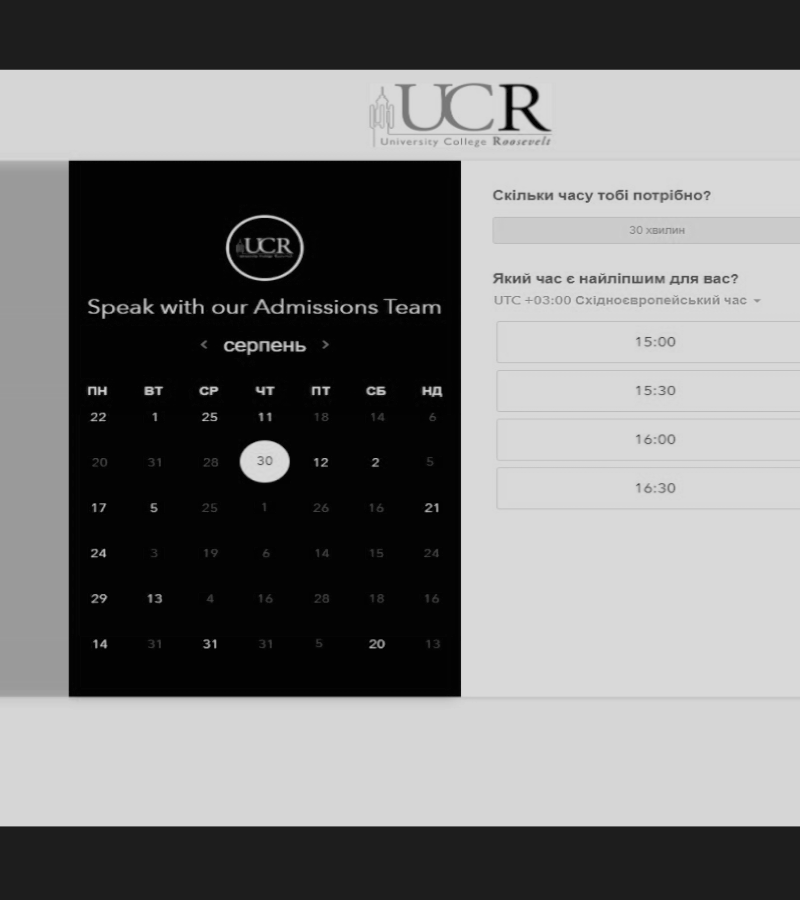 UCR
University College Roosevelt
UCR
Speak with our Admissions Team
< серпень >
ПН ВТ СР ЧТ ПТ СБ НД
22 1 25 11 18 14 6
20 31 28 30 12 2 5
17 5 25 1 26 16 21
24 3 19 6 14 15 24
29 13 4 16 28 18 16
14 31 31 31 5 20 13
Скільки часу тобі потрібно?
30 хвилин
Який час є найліпшим для вас?
UTC +03:00 Східноєвропейський час
15:00
15:30
16:00
16:30